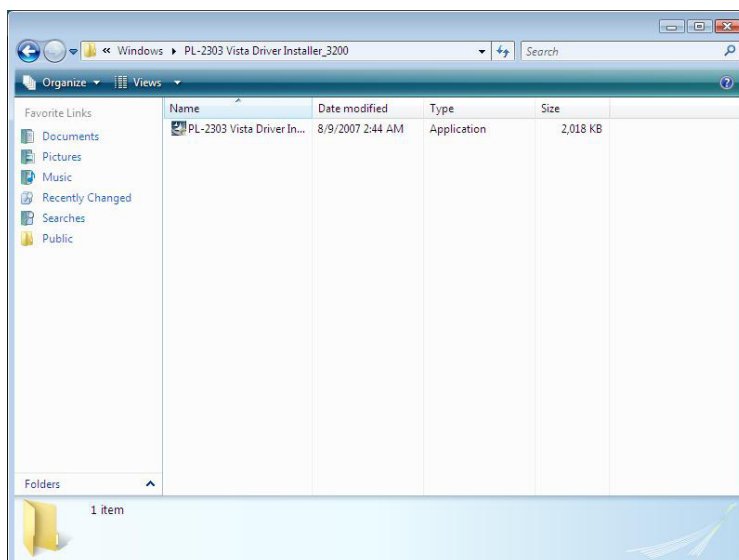 « Windows ▸ PL-2303 Vista Driver Installer_3200
Search
Organize
Views
Favorite Links
Documents
Pictures
Music
Recently Changed
Searches
Public
Name Date modified Type Size
PL-2303 Vista Driver In... 8/9/2007 2:44 AM Application 2,018 KB
Folders
1 item